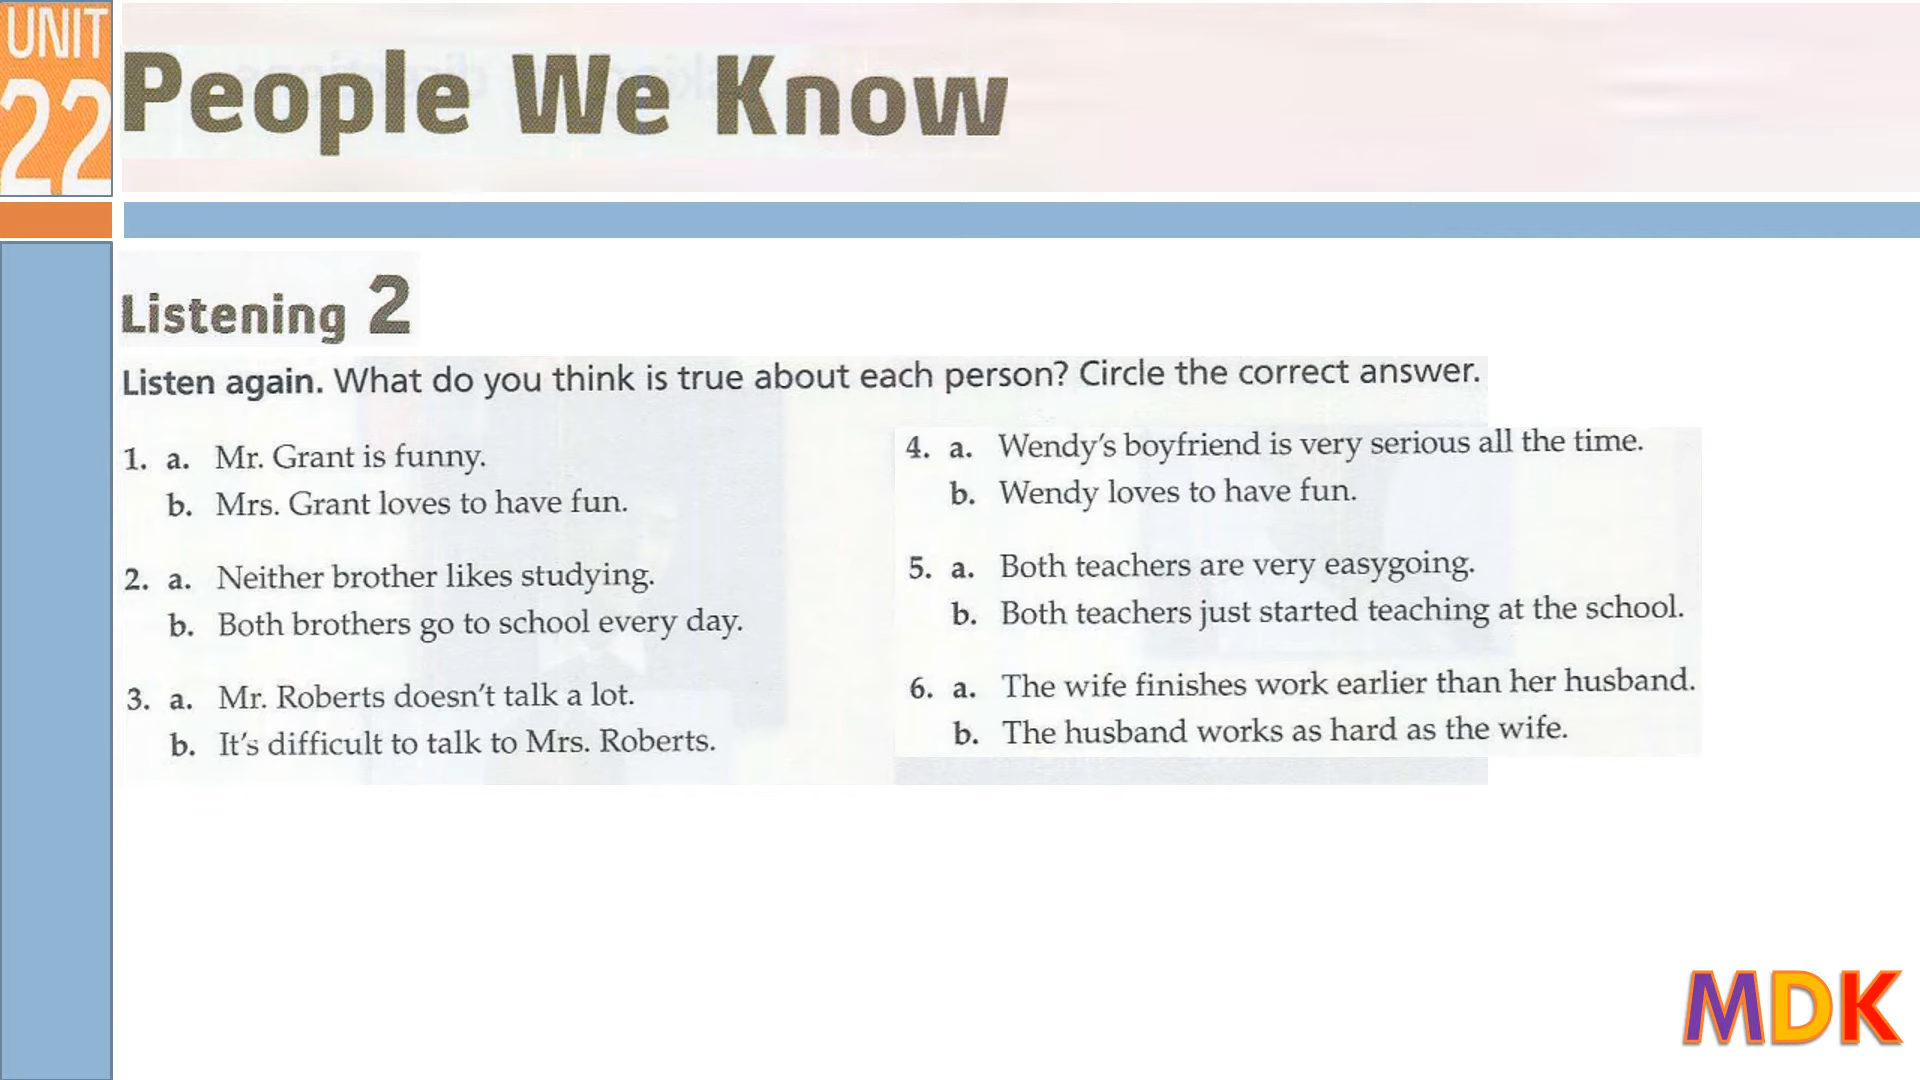 UNIT
22
People We Know
Listening 2
Listen again. What do you think is true about each person? Circle the correct answer.
1. a. Mr. Grant is funny.
b. Mrs. Grant loves to have fun.
2. a. Neither brother likes studying.
b. Both brothers go to school every day.
3. a. Mr. Roberts doesn't talk a lot.
b. It's difficult to talk to Mrs. Roberts.
4. a. Wendy's boyfriend is very serious all the time.
b. Wendy loves to have fun.
5. a. Both teachers are very easygoing.
b. Both teachers just started teaching at the school.
6. a. The wife finishes work earlier than her husband.
b. The husband works as hard as the wife.
MDK